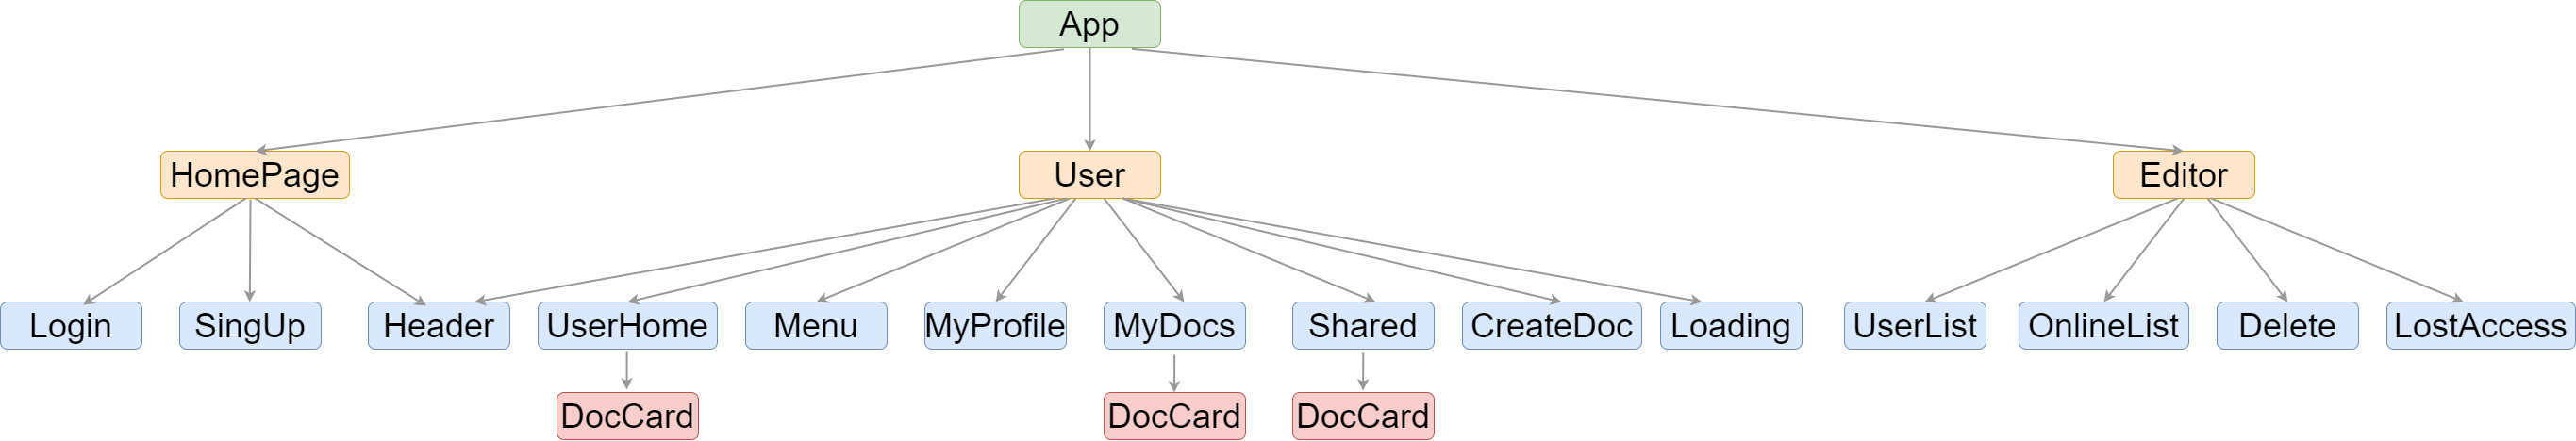 App
HomePage
User
Editor
Login
SingUp
Header
UserHome
Menu
MyProfile
MyDocs
Shared
CreateDoc
Loading
UserList
OnlineList
Delete
LostAccess
DocCard
DocCard
DocCard